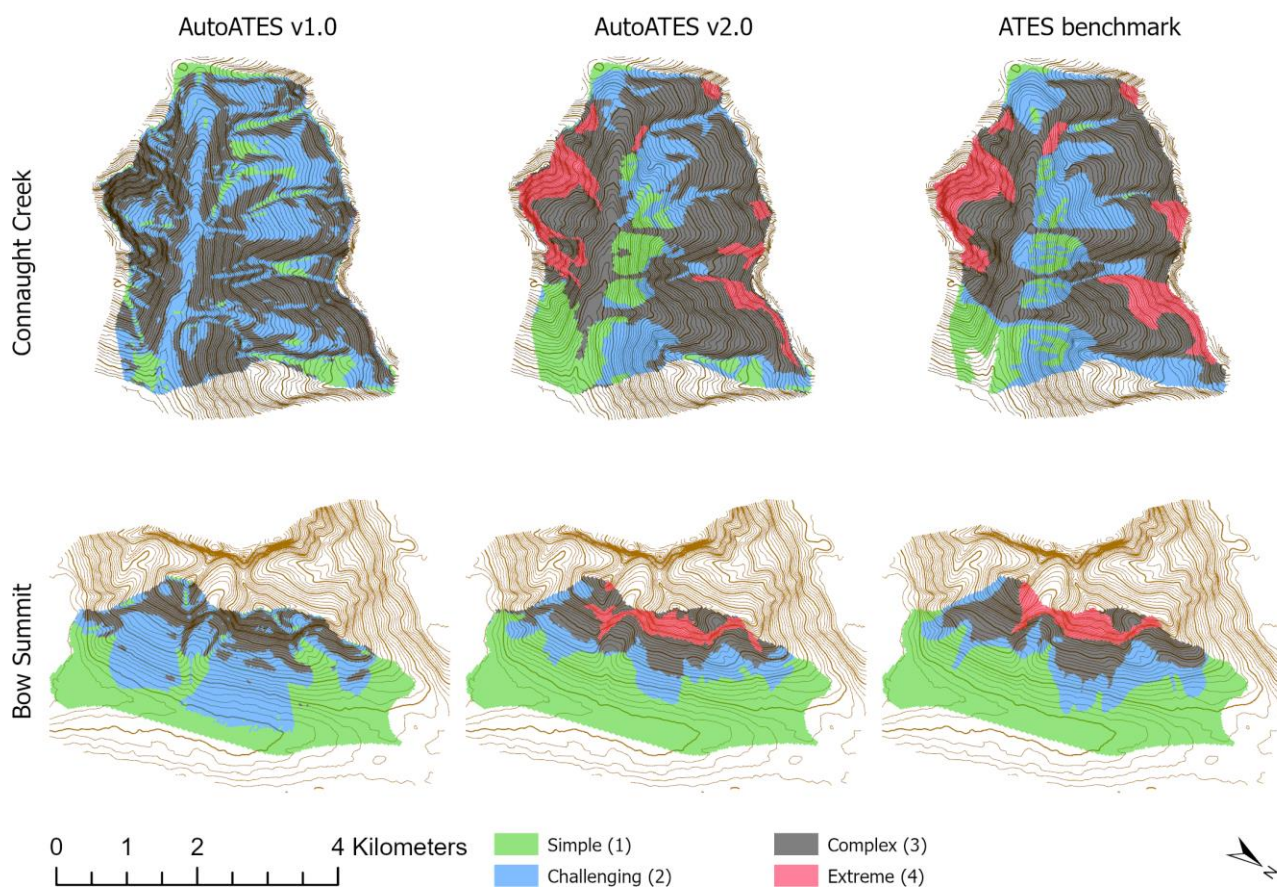 AutoATES v1.0 AutoATES v2.0 ATES benchmark
Connaught Creek
Bow Summit
0 1 2 4 Kilometers
Simple (1) Complex (3)
Challenging (2) Extreme (4)
N